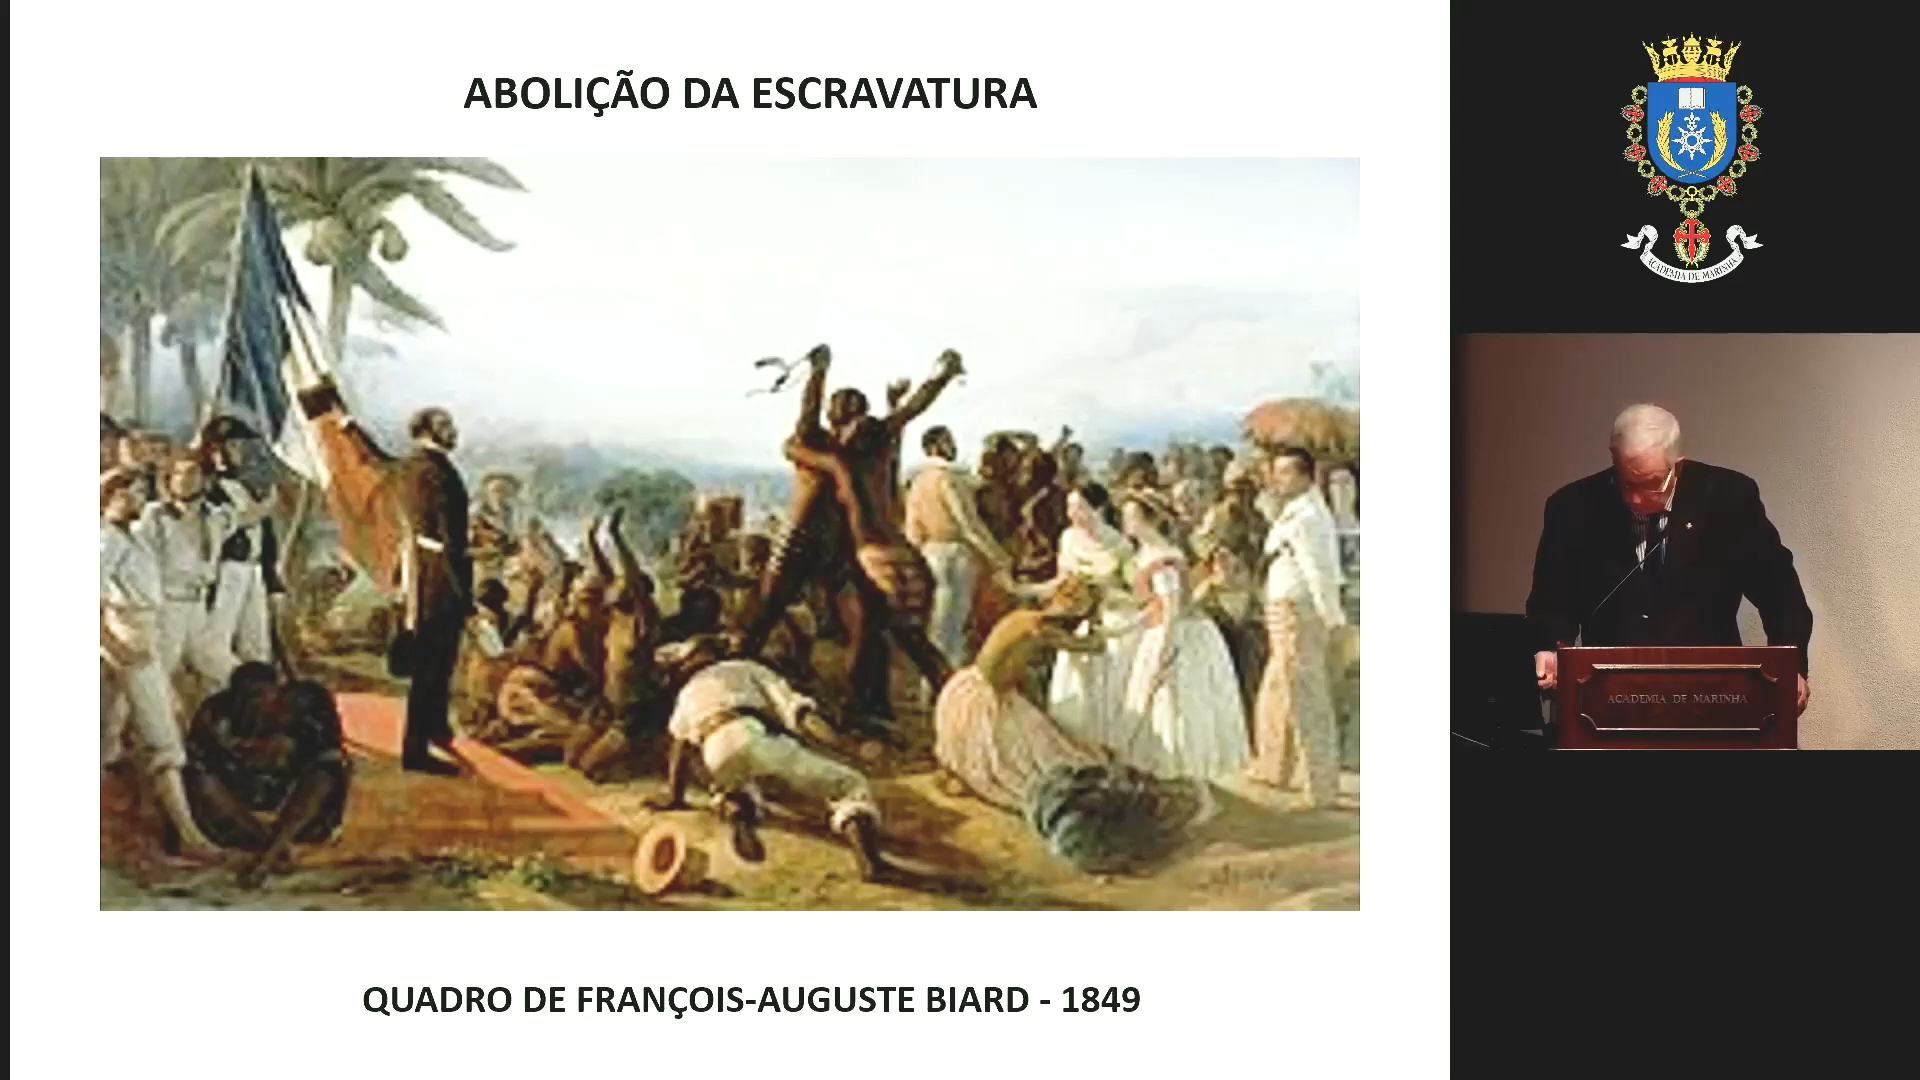 ABOLIÇÃO DA ESCRAVATURA
QUADRO DE FRANÇOIS-AUGUSTE BIARD - 1849
ACADEMIA DE MARINHA
ACADEMIA DE MARINHA